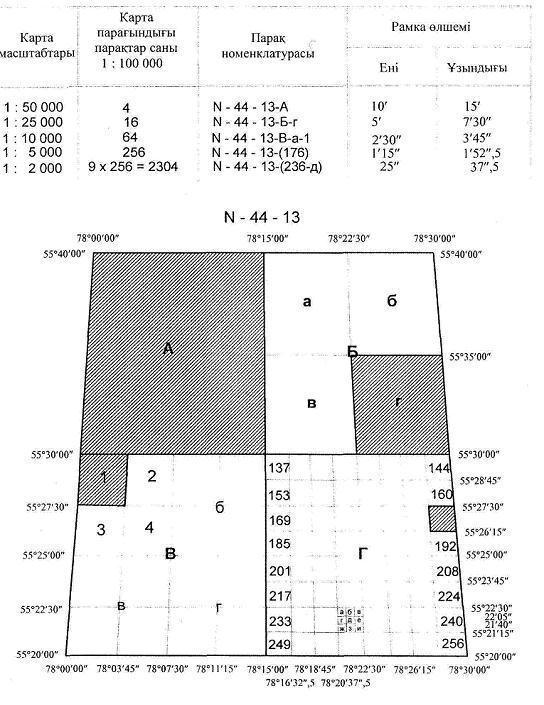 Карта масштабтары
Карта парағындағы парақтар саны 1 : 100 000
Парақ номенклатурасы
Рамка өлшемі
Ені Ұзындығы
1 : 50 000 4 N - 44 - 13-А 10′ 15′
1 : 25 000 16 N - 44 - 13-Б-г 5′ 7′30″
1 : 10 000 64 N - 44 - 13-В-а-1 2′30″ 3′45″
1 : 5 000 256 N - 44 - 13-(176) 1′15″ 1′52″,5
1 : 2 000 9 x 256 = 2304 N - 44 - 13-(236-д) 25″ 37″,5
N - 44 - 13
78°00′00″ 78°15′00″ 78°22′30″ 78°30′00″
55°40′00″ 55°40′00″
а б
А Б 55°35′00″
в г
55°30′00″ 55°30′00″
137 144
1 2 55°28′45″
153 160
55°27′30″ б 55°27′30″
3 4 169 55°26′15″
185 192
55°25′00″ В Г 55°25′00″
201 208
55°23′45″
217 224
55°22′30″ в г а б в 55°22′30″
22′05″
233 г д е 240 21′40″
ж з и 55°21′15″
249 256
55°20′00″ 55°20′00″
78°00′00″ 78°03′45″ 78°07′30″ 78°11′15″ 78°15′00″ 78°18′45″ 78°22′30″ 78°26′15″ 78°30′00″
78°16′32″,5 78°20′37″,5